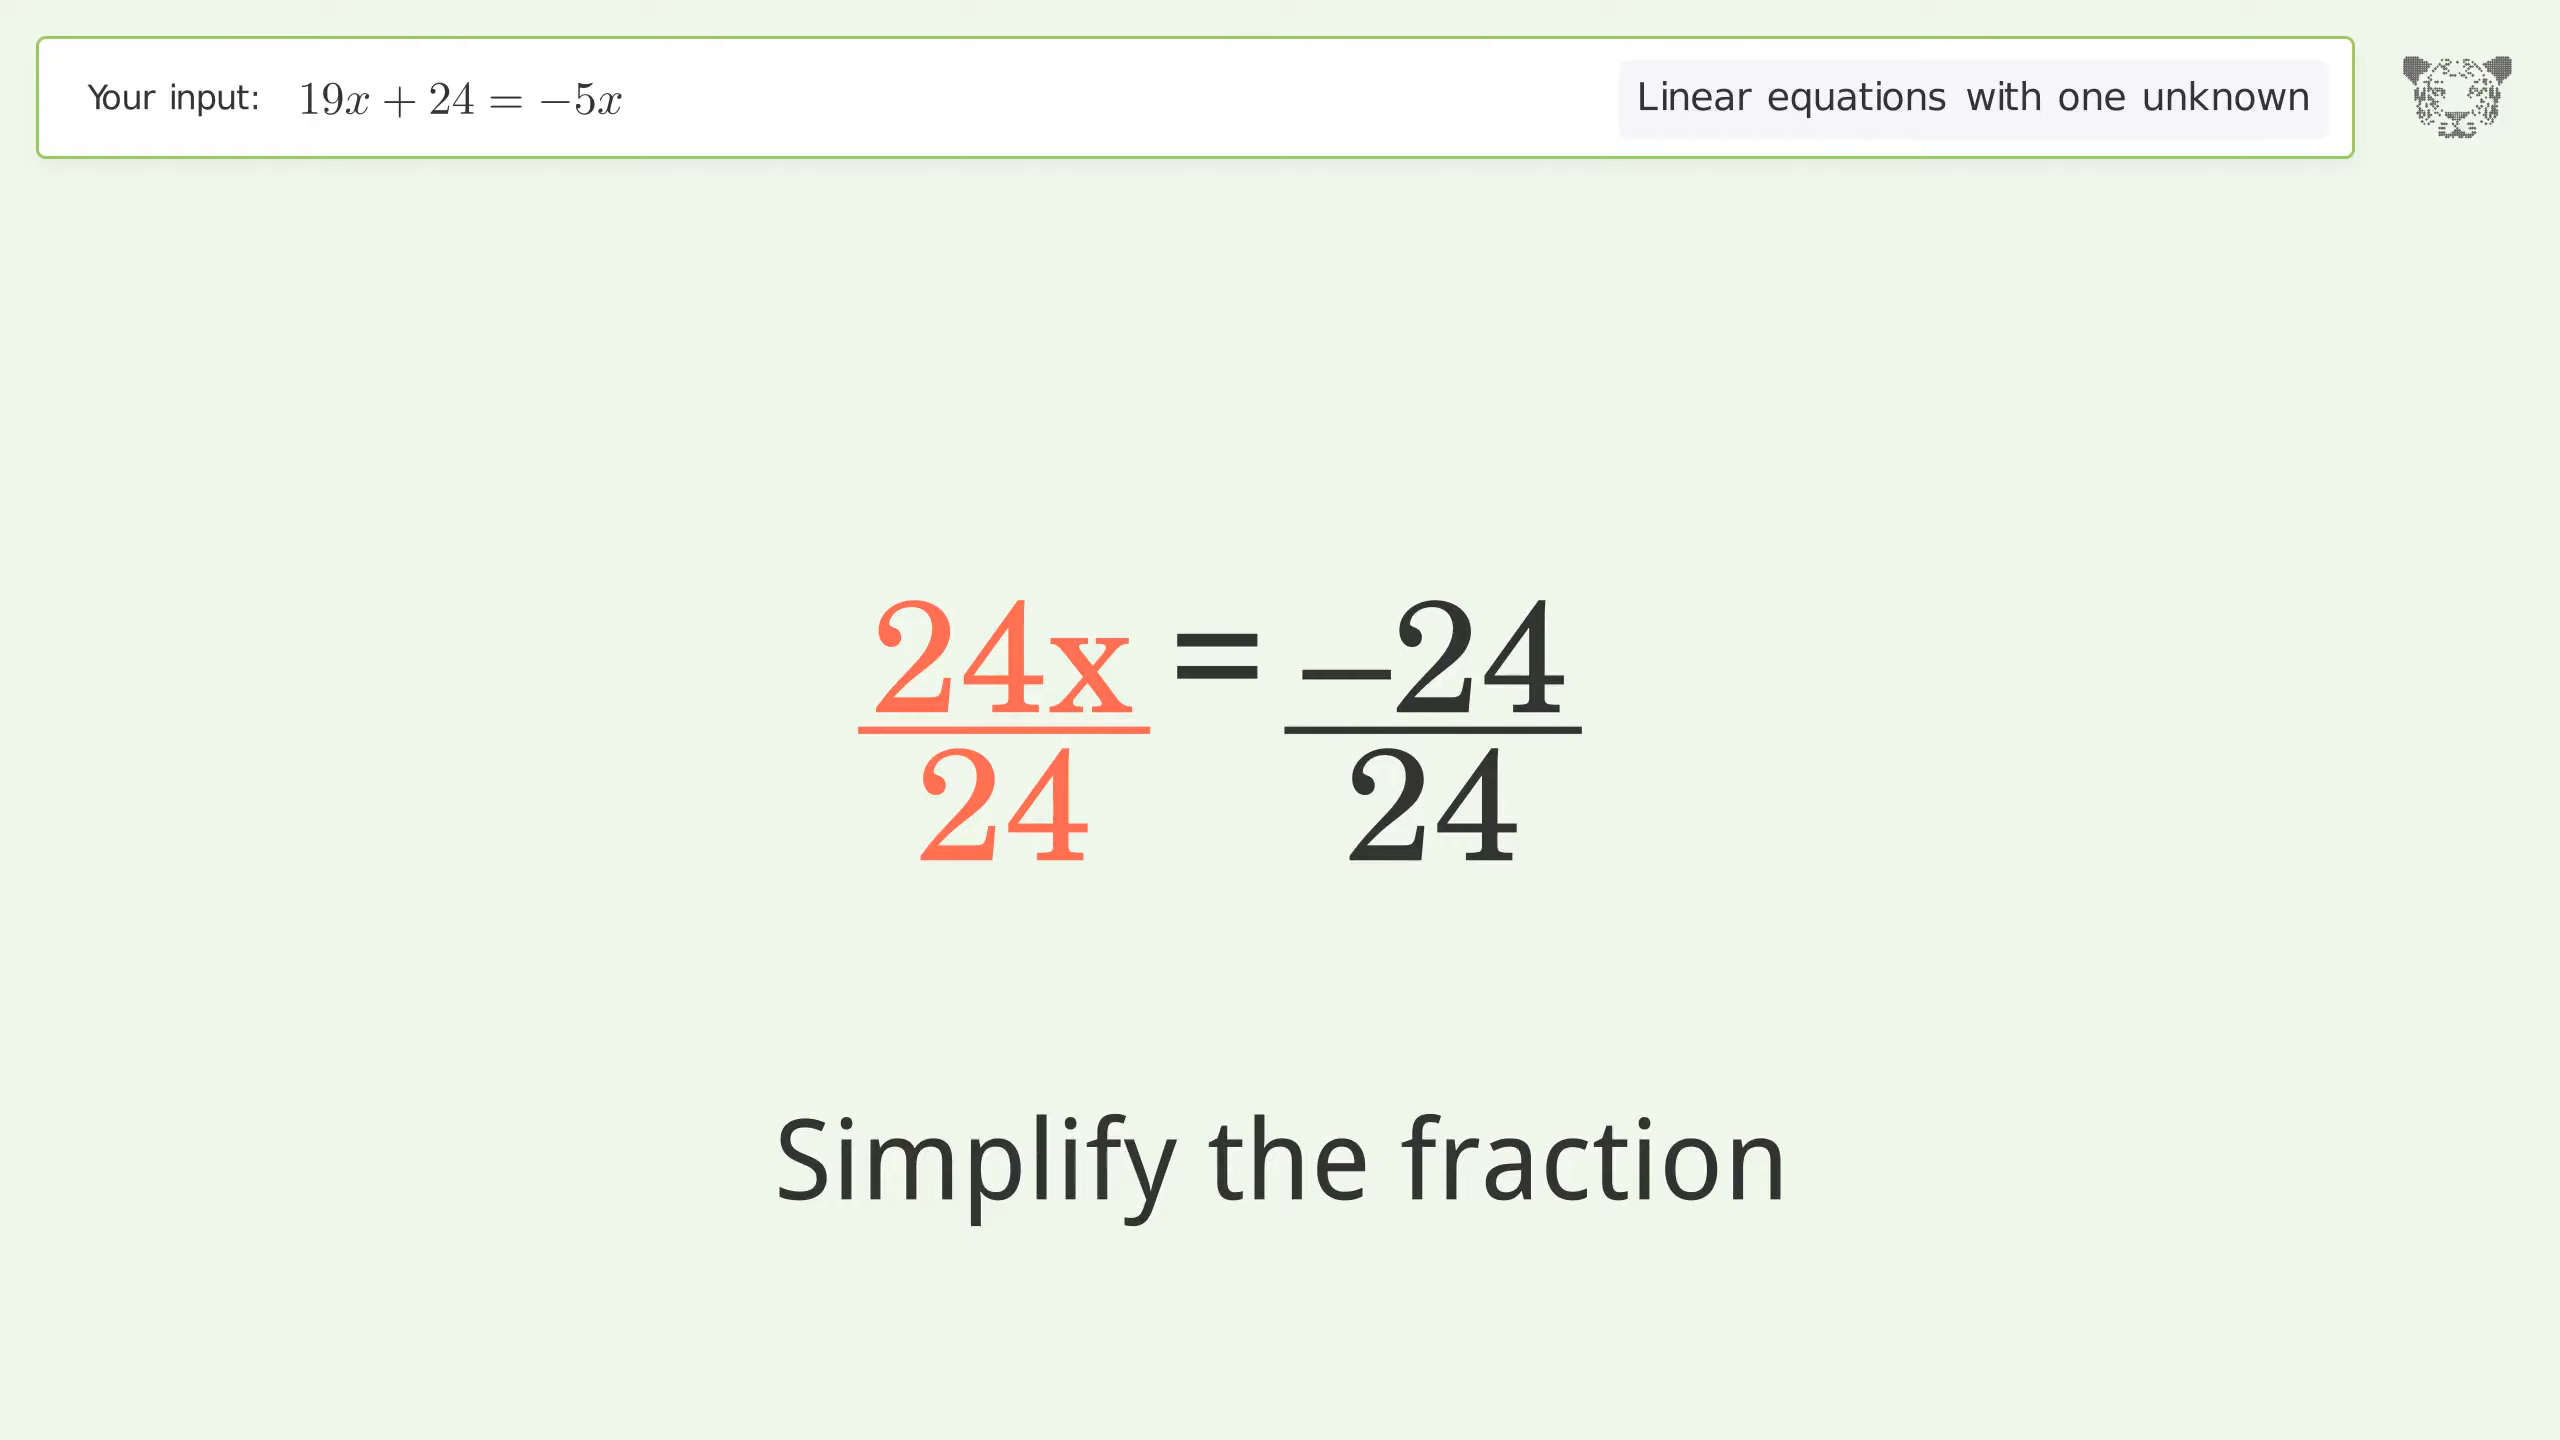 Your input: 19x + 24 = −5x
Linear equations with one unknown
24x/24 = −24/24
Simplify the fraction